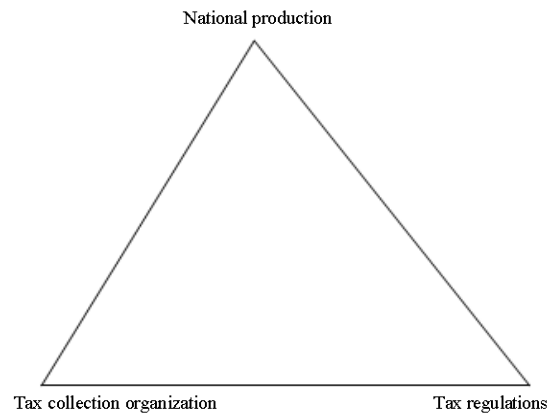 National production
Tax collection organization
Tax regulations